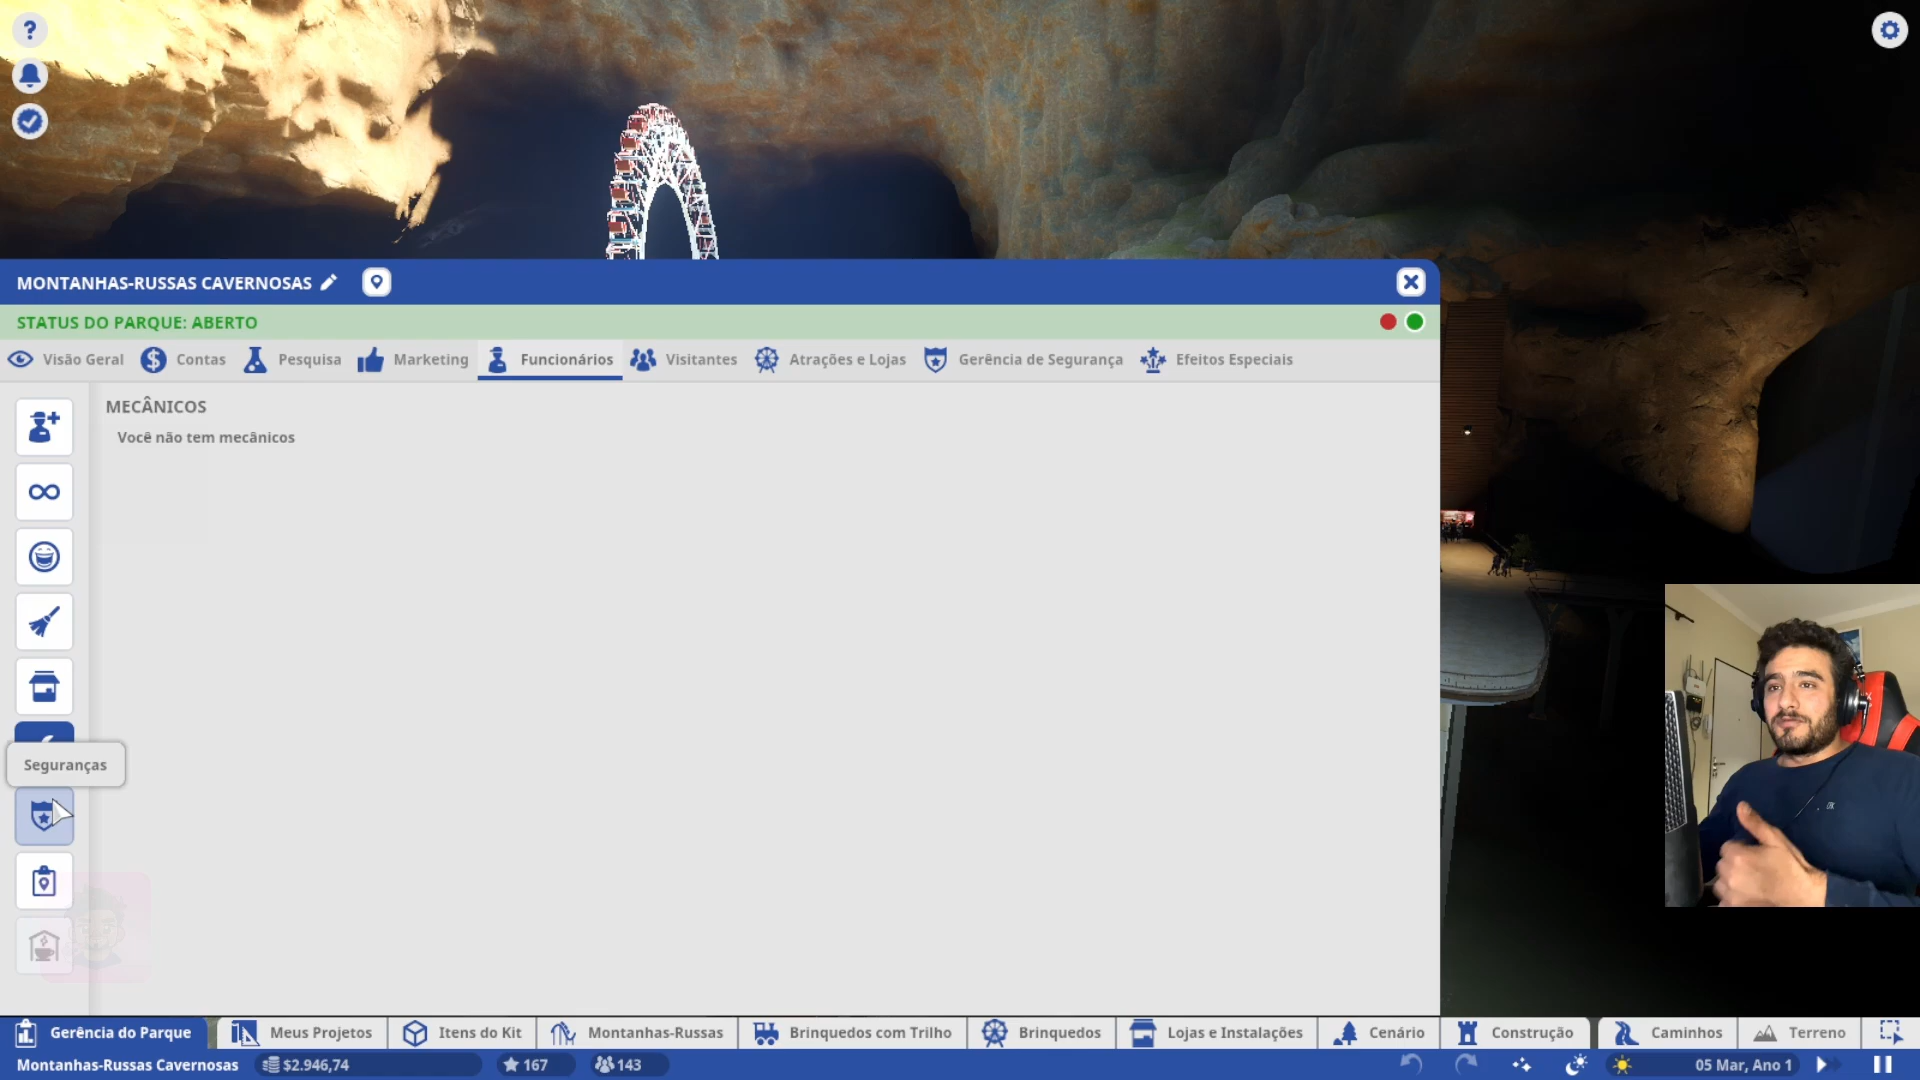 ?
MONTANHAS-RUSSAS CAVERNOSAS
STATUS DO PARQUE: ABERTO
Visão Geral
Contas
Pesquisa
Marketing
Funcionários
Visitantes
Atrações e Lojas
Gerência de Segurança
Efeitos Especiais
MECÂNICOS
Você não tem mecânicos
Seguranças
Gerência do Parque
Meus Projetos
Itens do Kit
Montanhas-Russas
Brinquedos com Trilho
Brinquedos
Lojas e Instalações
Cenário
Construção
Caminhos
Terreno
Montanhas-Russas Cavernosas
$2.946,74
167
143
05 Mar, Ano 1